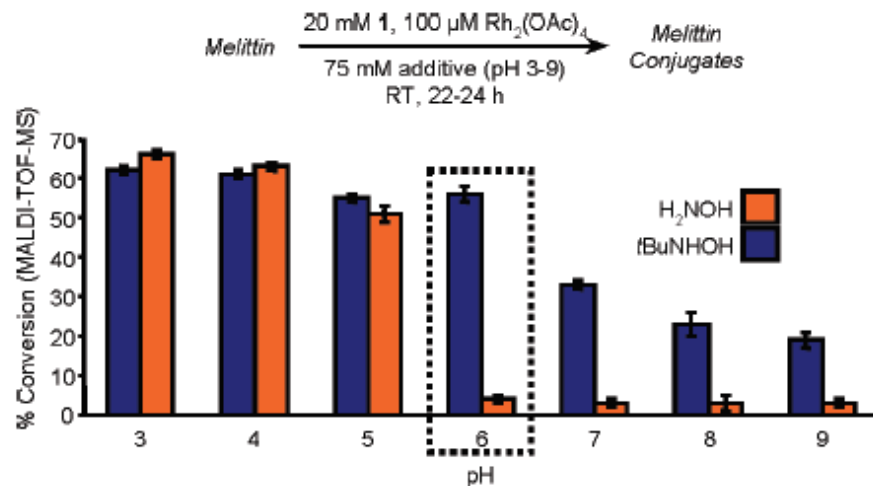 Melittin
20 mM 1, 100 µM Rh₂(OAc)₄
75 mM additive (pH 3-9)
RT, 22-24 h
Melittin
Conjugates
% Conversion (MALDI-TOF-MS)
70
60
50
40
30
20
10
0
H₂NOH
tBuNHOH
3 4 5 6 7 8 9
pH